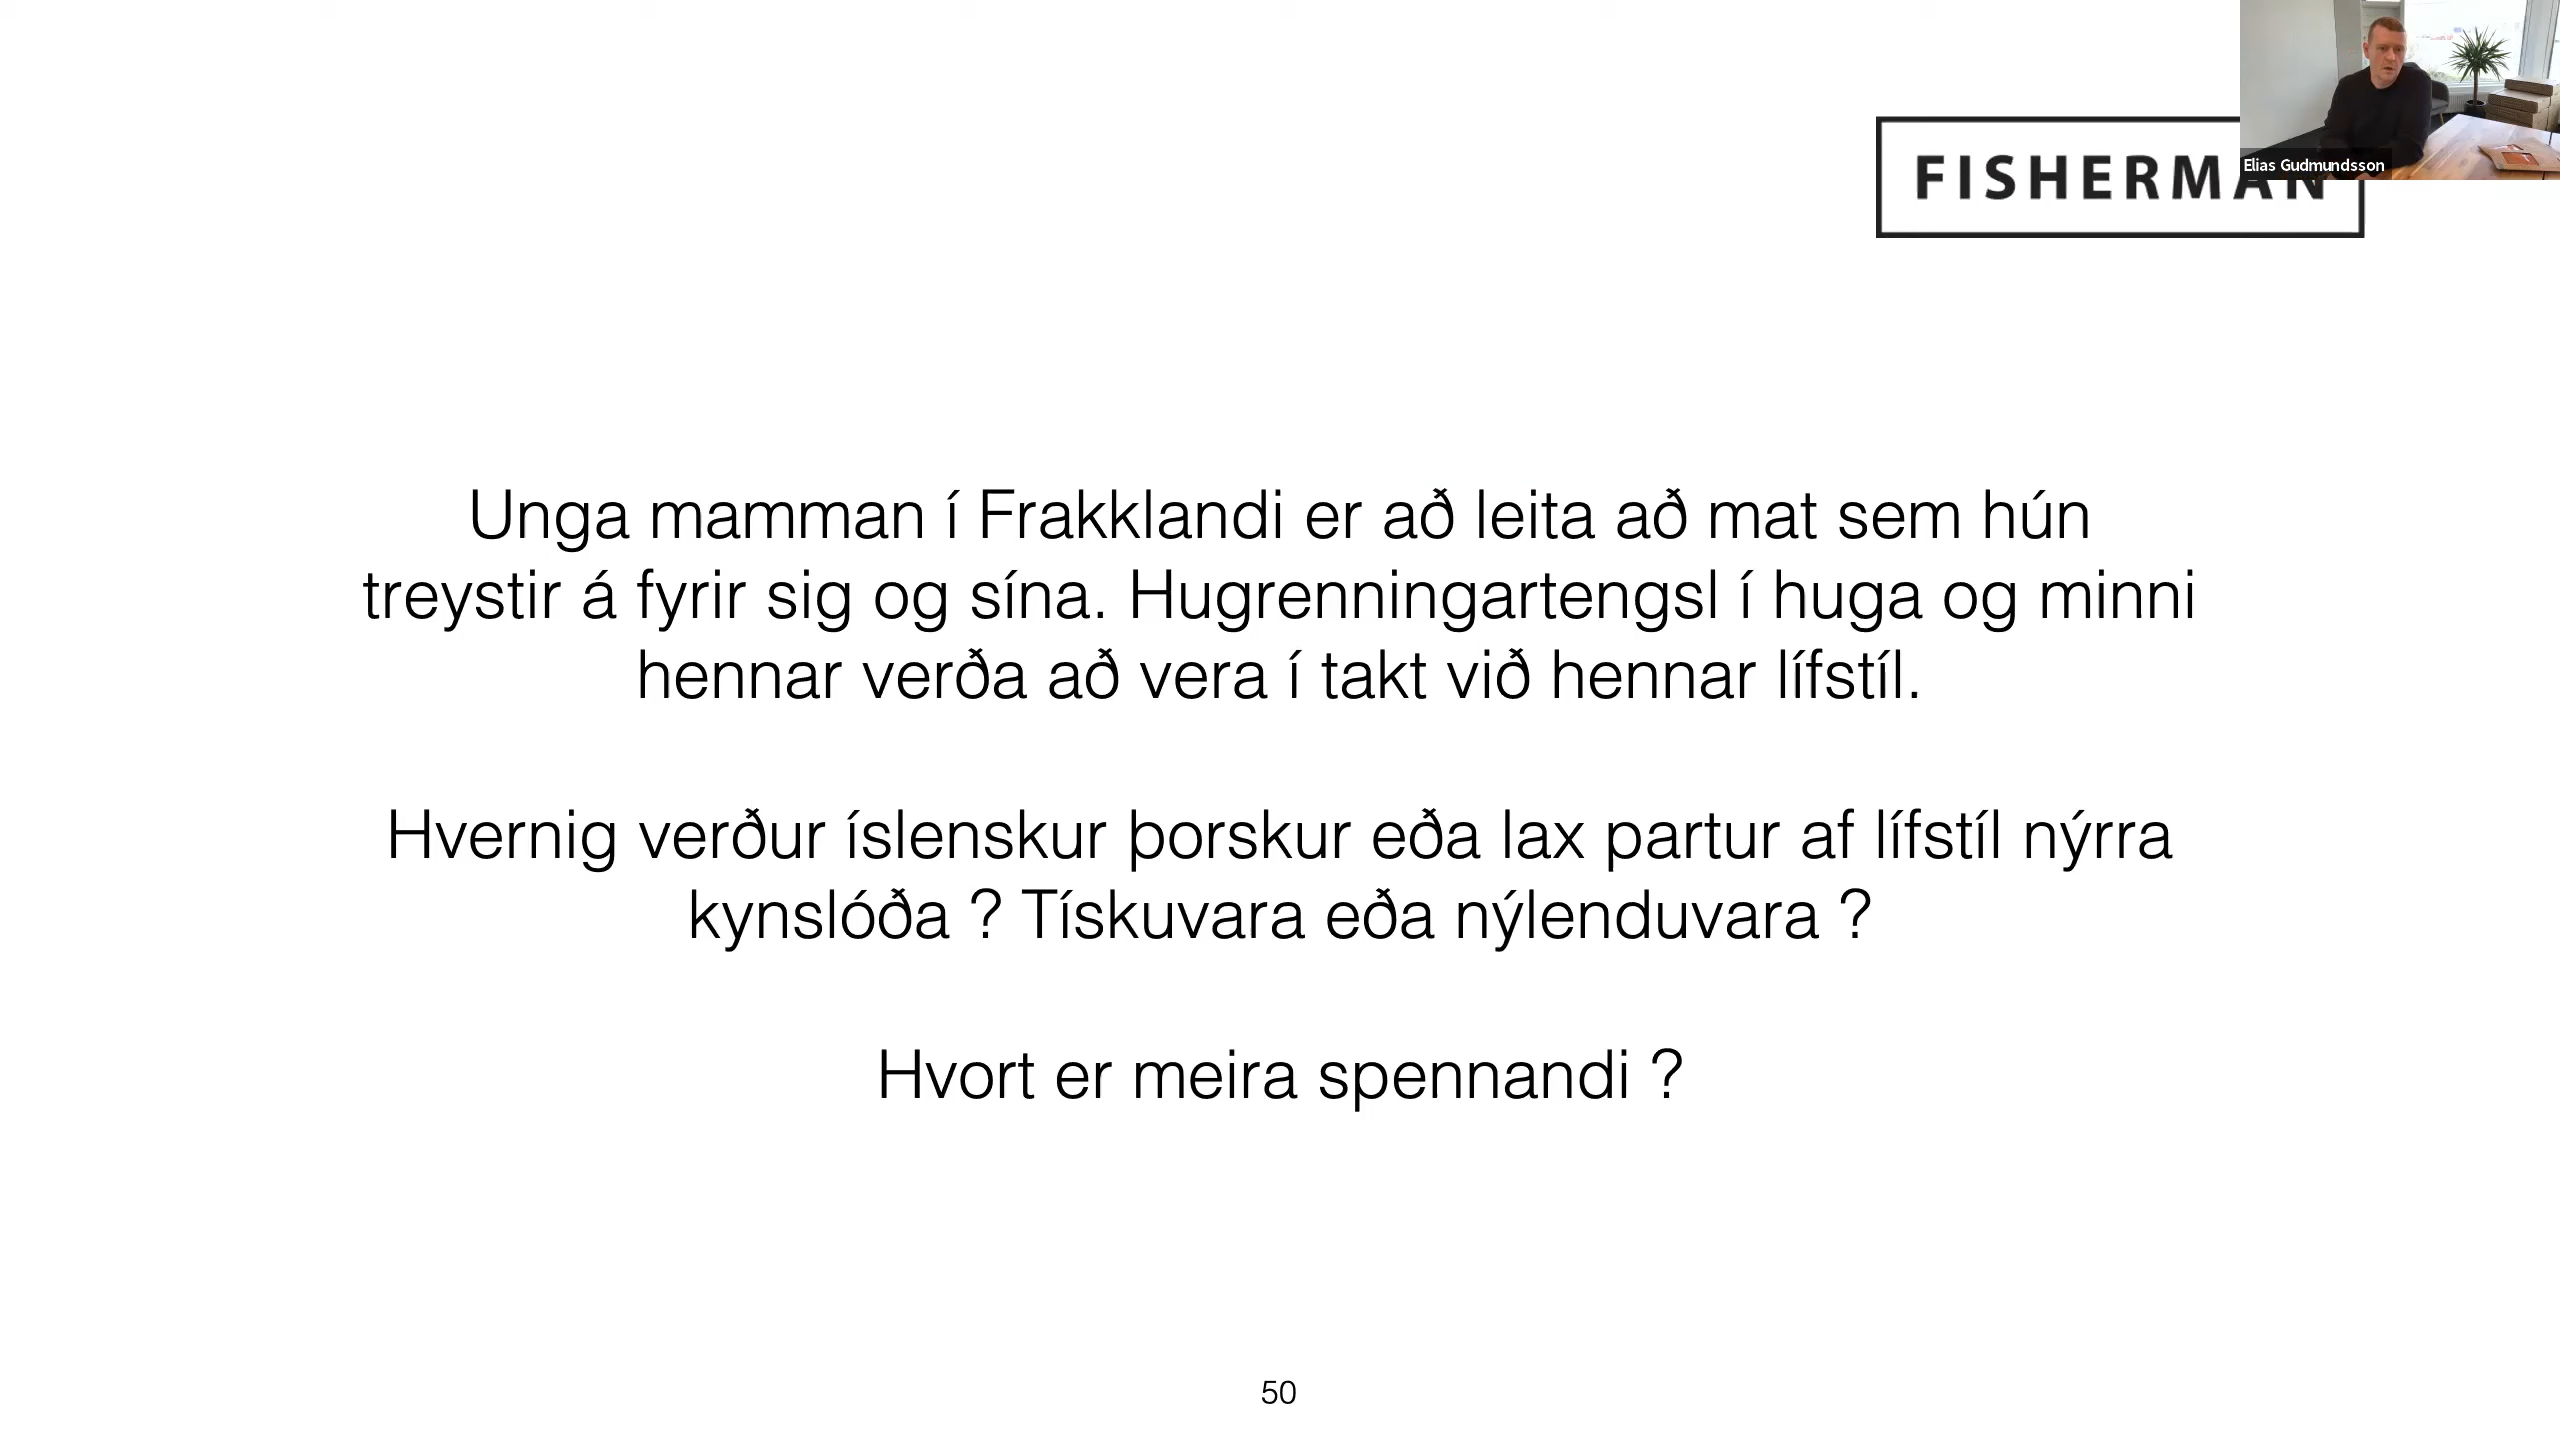 FISHERMAN
Elias Gudmundsson
Unga mamman í Frakklandi er að leita að mat sem hún
treystir á fyrir sig og sína. Hugrenningartengsl í huga og minni
hennar verða að vera í takt við hennar lífstíl.
Hvernig verður íslenskur þorskur eða lax partur af lífstíl nýrra
kynslóða ? Tískuvara eða nýlenduvara ?
Hvort er meira spennandi ?
50